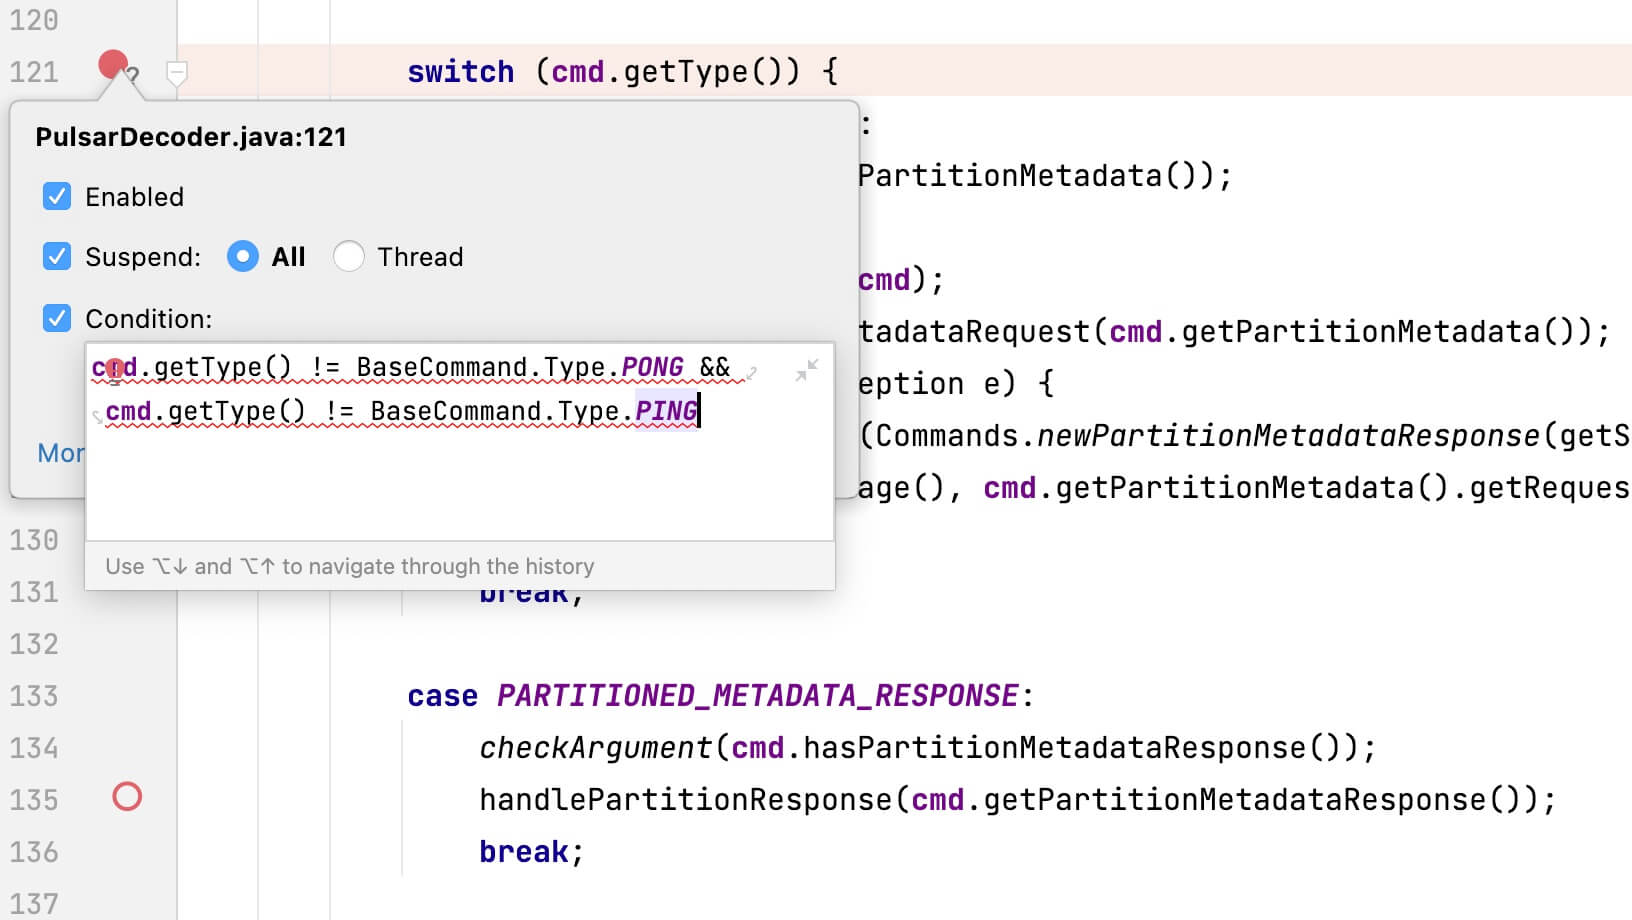 120
121 switch (cmd.getType()) {
:
PulsarDecoder.java:121
PartitionMetadata());
Enabled
Suspend: All Thread
cmd);
Condition:
tadataRequest(cmd.getPartitionMetadata());
cmd.getType() != BaseCommand.Type.PONG &&
eption e) {
cmd.getType() != BaseCommand.Type.PING
(Commands.newPartitionMetadataResponse(getS
Mor
age(), cmd.getPartitionMetadata().getReques
130
Use ⌥↓ and ⌥↑ to navigate through the history
131 break;
132
133 case PARTITIONED_METADATA_RESPONSE:
134 checkArgument(cmd.hasPartitionMetadataResponse());
135 handlePartitionResponse(cmd.getPartitionMetadataResponse());
136 break;
137